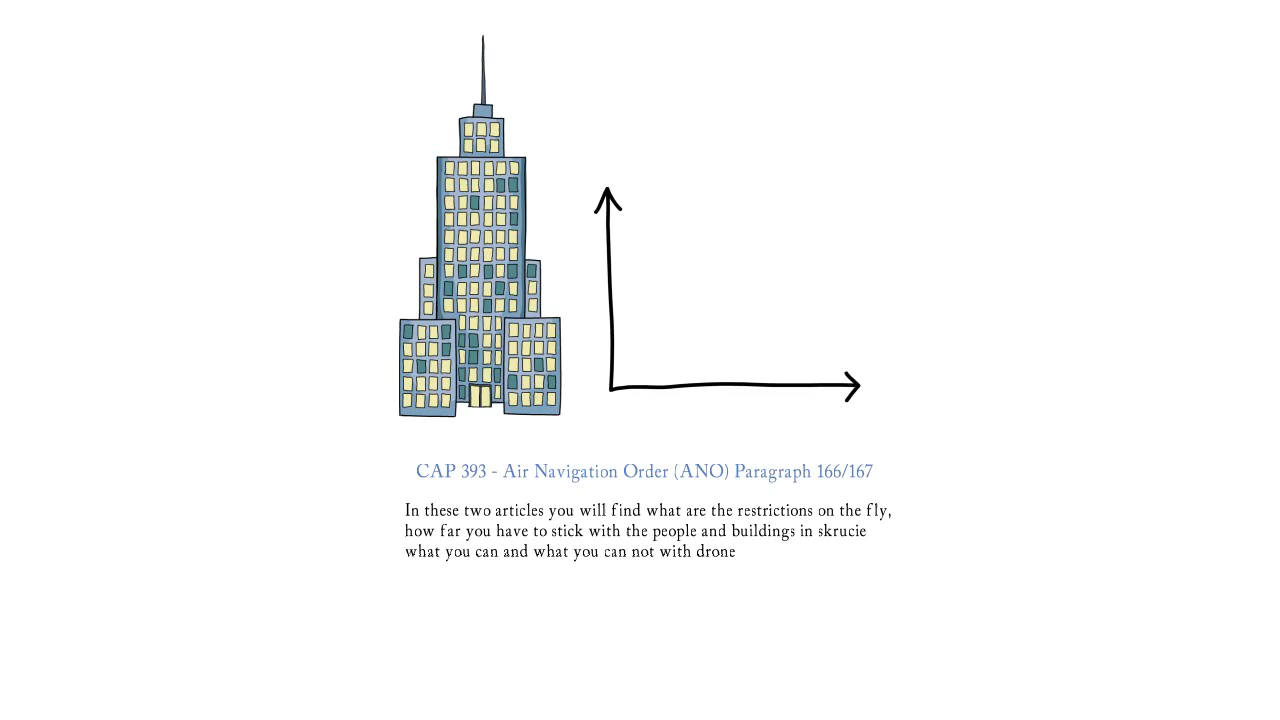 CAP 393 - Air Navigation Order (ANO) Paragraph 166/167
In these two articles you will find what are the restrictions on the fly,
how far you have to stick with the people and buildings in skrucie
what you can and what you can not with drone